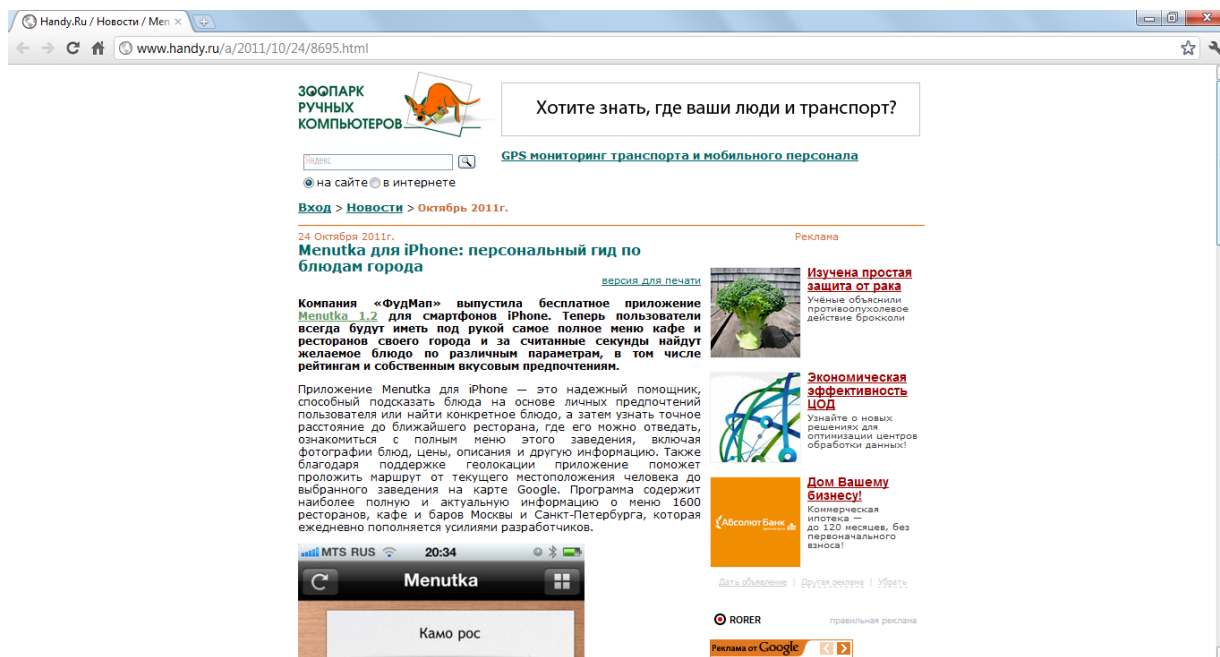 Handy.Ru / Новости / Men
www.handy.ru/a/2011/10/24/8695.html
ЗООПАРК
РУЧНЫХ
КОМПЬЮТЕРОВ
Хотите знать, где ваши люди и транспорт?
Яндекс
GPS мониторинг транспорта и мобильного персонала
на сайте в интернете
Вход > Новости > Октябрь 2011г.
24 Октября 2011г.
Menutka для iPhone: персональный гид по
блюдам города
версия для печати
Компания «ФудМап» выпустила бесплатное приложение
Menutka 1.2 для смартфонов iPhone. Теперь пользователи
всегда будут иметь под рукой самое полное меню кафе и
ресторанов своего города и за считанные секунды найдут
желаемое блюдо по различным параметрам, в том числе
рейтингам и собственным вкусовым предпочтениям.
Приложение Menutka для iPhone — это надежный помощник,
способный подсказать блюда на основе личных предпочтений
пользователя или найти конкретное блюдо, а затем узнать точное
расстояние до ближайшего ресторана, где его можно отведать,
ознакомиться с полным меню этого заведения, включая
фотографии блюд, цены, описания и другую информацию. Также
благодаря поддержке геолокации приложение поможет
проложить маршрут от текущего местоположения человека до
выбранного заведения на карте Google. Программа содержит
наиболее полную и актуальную информацию о меню 1600
ресторанов, кафе и баров Москвы и Санкт-Петербурга, которая
ежедневно пополняется усилиями разработчиков.
MTS RUS 20:34
Menutka
Камо рос
Реклама
Изучена простая
защита от рака
Учёные объяснили
противоопухолевое
действие брокколи
Экономическая
эффективность
ЦОД
Узнайте о новых
решениях для
оптимизации центров
обработки данных!
Абсолют Банк
Дом Вашему
бизнесу!
Коммерческая
ипотека —
до 120 месяцев, без
первоначального
взноса!
Дать объявление | Другая реклама | Убрать
RORER правильная реклама
Реклама от Google